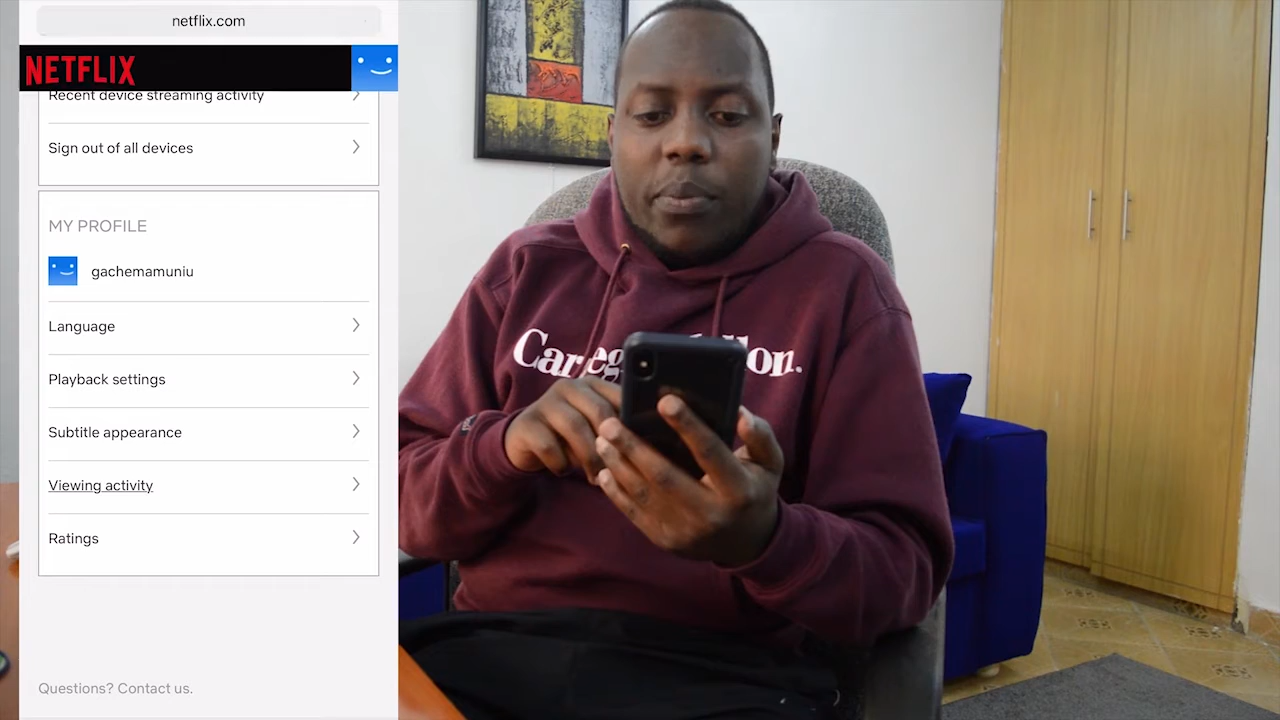 netflix.com
NETFLIX
Recent device streaming activity
Sign out of all devices
MY PROFILE
gachemamuniu
Language
Playback settings
Subtitle appearance
Viewing activity
Ratings
Questions? Contact us.